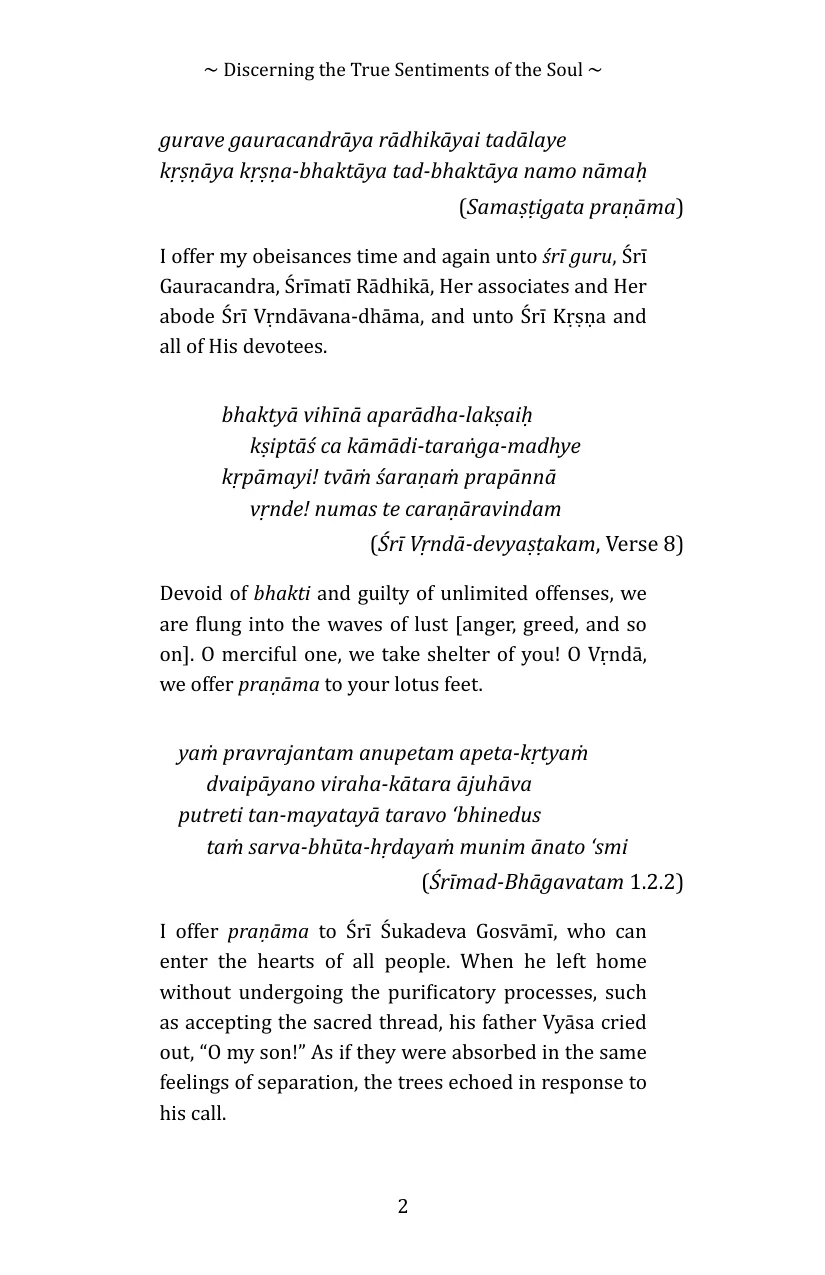 ~ Discerning the True Sentiments of the Soul ~
gurave gauracandrāya rādhikāyai tadālaye
kṛṣṇāya kṛṣṇa-bhaktāya tad-bhaktāya namo nāmaḥ
(Samaṣṭigata praṇāma)
I offer my obeisances time and again unto śrī guru, Śrī
Gauracandra, Śrīmatī Rādhikā, Her associates and Her
abode Śrī Vṛndāvana-dhāma, and unto Śrī Kṛṣṇa and
all of His devotees.
bhaktyā vihīnā aparādha-lakṣaiḥ
kṣiptāś ca kāmādi-taraṅga-madhye
kṛpāmayi! tvāṁ śaraṇaṁ prapānnā
vṛnde! numas te caraṇāravindam
(Śrī Vṛndā-devyaṣṭakam, Verse 8)
Devoid of bhakti and guilty of unlimited offenses, we
are flung into the waves of lust [anger, greed, and so
on]. O merciful one, we take shelter of you! O Vṛndā,
we offer praṇāma to your lotus feet.
yaṁ pravrajantam anupetam apeta-kṛtyaṁ
dvaipāyano viraha-kātara ājuhāva
putreti tan-mayatayā taravo ‘bhinedus
taṁ sarva-bhūta-hṛdayaṁ munim ānato ‘smi
(Śrīmad-Bhāgavatam 1.2.2)
I offer praṇāma to Śrī Śukadeva Gosvāmī, who can
enter the hearts of all people. When he left home
without undergoing the purificatory processes, such
as accepting the sacred thread, his father Vyāsa cried
out, “O my son!” As if they were absorbed in the same
feelings of separation, the trees echoed in response to
his call.
2